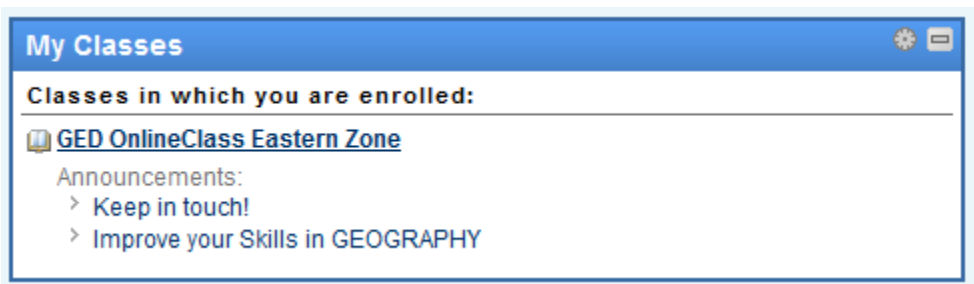 My Classes
Classes in which you are enrolled:
GED OnlineClass Eastern Zone
Announcements:
Keep in touch!
Improve your Skills in GEOGRAPHY